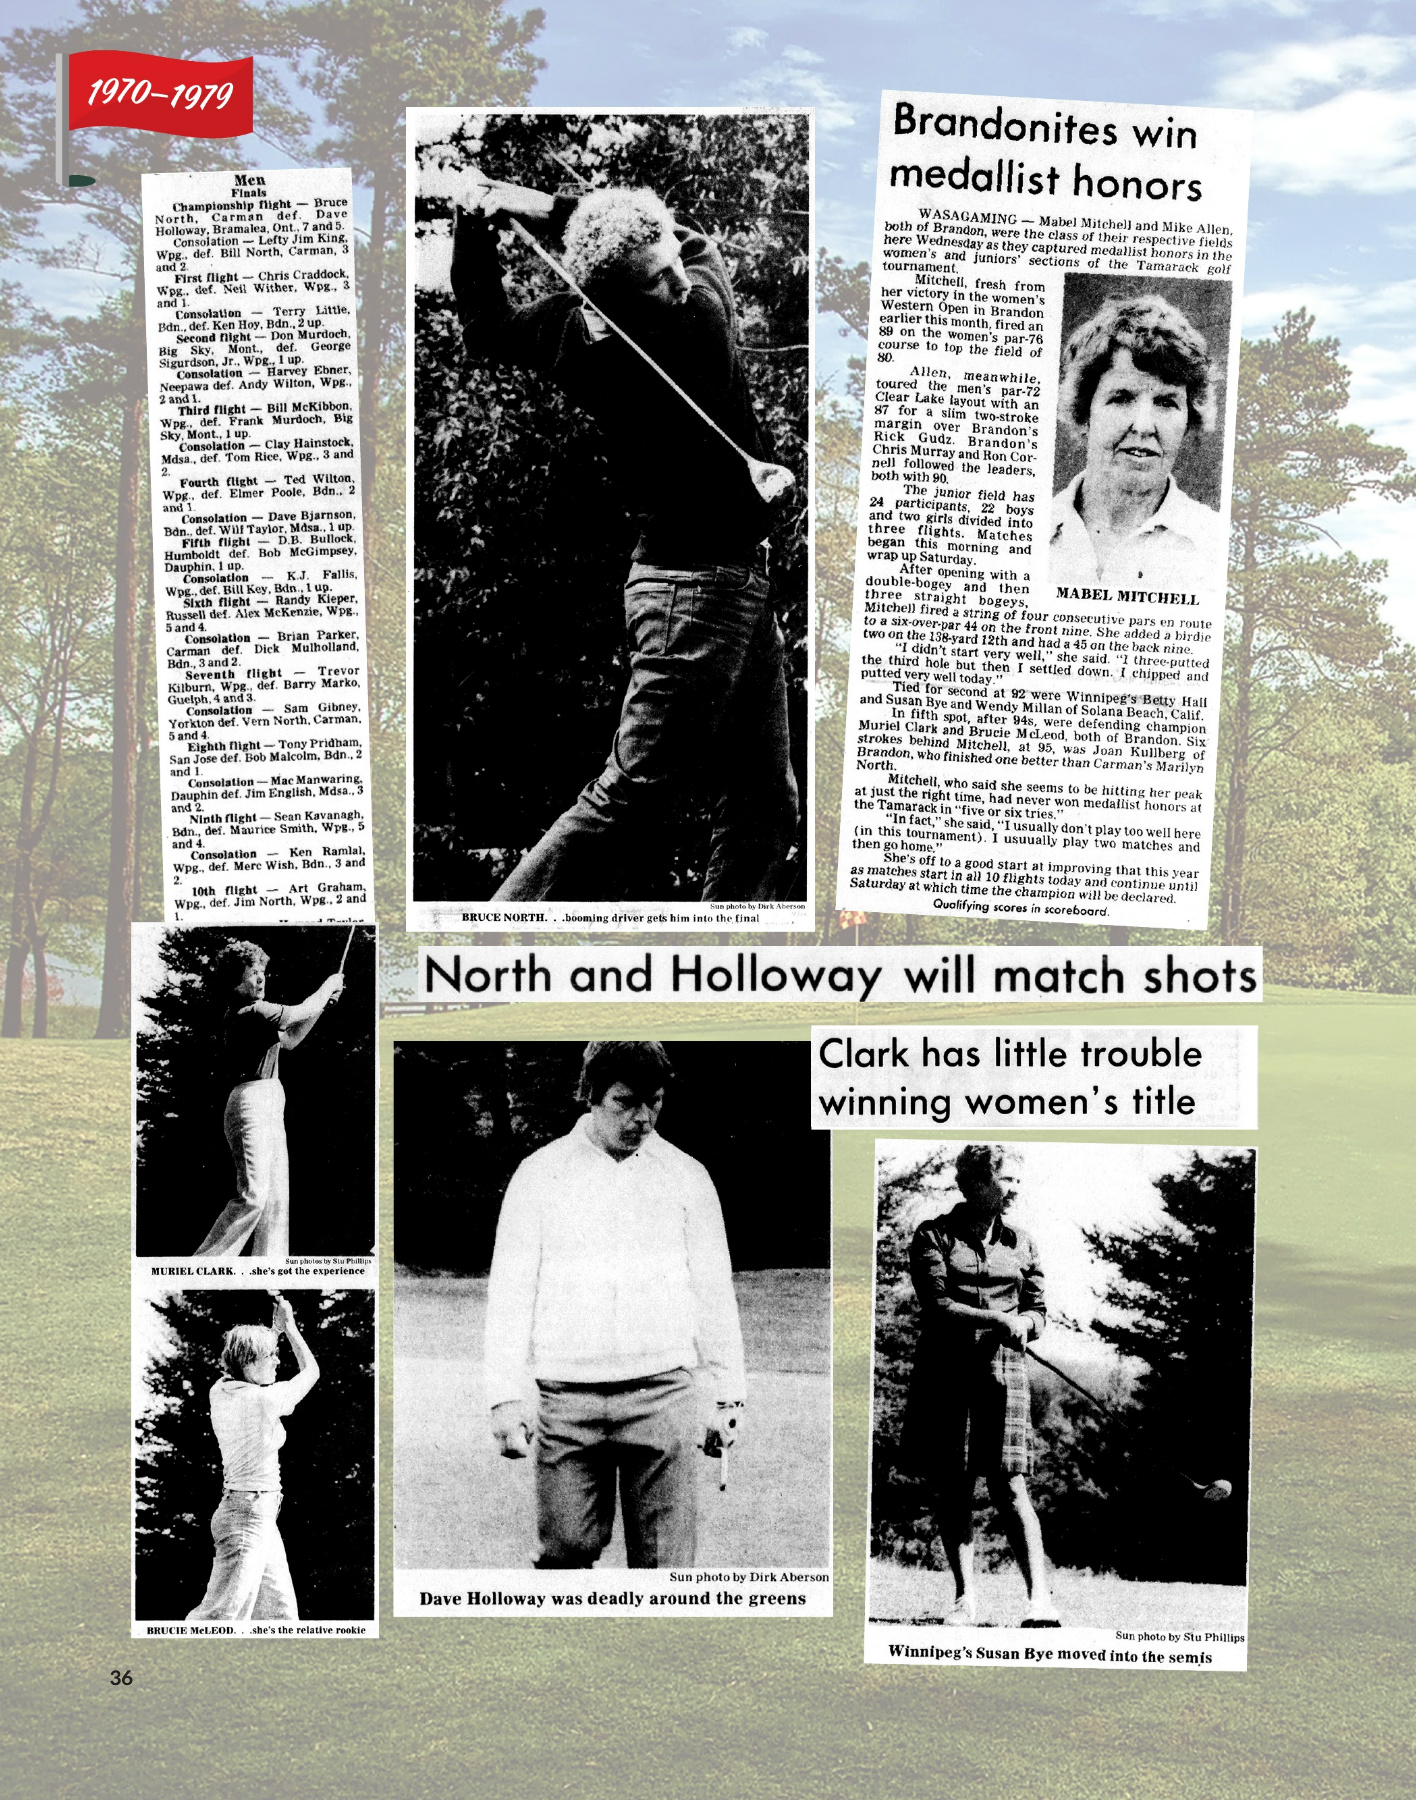 1970–1979
Men
Finals
Championship flight — Bruce
North, Carman def. Dave
Holloway, Bramalea, Ont., 7 and 5.
Consolation — Lefty Jim King,
Wpg., def. Bill North, Carman, 3
and 2.
First flight — Chris Craddock,
Wpg., def. Neil Wither, Wpg., 3
and 1.
Consolation — Terry Little,
Bdn., def. Ken Hoy, Bdn., 2 up.
Second flight — Don Murdoch,
Big Sky, Mont., def. George
Sigurdson, Jr., Wpg., 1 up.
Consolation — Harvey Ebner,
Neepawa def. Andy Wilton, Wpg.,
2 and 1.
Third flight — Bill McKibbon,
Wpg., def. Frank Murdoch, Big
Sky, Mont., 1 up.
Consolation — Clay Hainstock,
Mdsa., def. Tom Rice, Wpg., 3 and
2.
Fourth flight — Ted Wilton,
Wpg., def. Elmer Poole, Bdn., 2
and 1.
Consolation — Dave Bjarnson,
Bdn., def. Wilf Taylor, Mdsa., 1 up.
Fifth flight — D.B. Bullock,
Humboldt def. Bob McGimpsey,
Dauphin, 1 up.
Consolation — K.J. Fallis,
Wpg., def. Bill Key, Bdn., 1 up.
Sixth flight — Randy Kieper,
Russell def. Alex McKenzie, Wpg.,
5 and 4.
Consolation — Brian Parker,
Carman def. Dick Mulholland,
Bdn., 3 and 2.
Seventh flight — Trevor
Kilburn, Wpg., def. Barry Marko,
Guelph, 4 and 3.
Consolation — Sam Gibney,
Yorkton def. Vern North, Carman,
5 and 4.
Eighth flight — Tony Pridham,
San Jose def. Bob Malcolm, Bdn., 2
and 1.
Consolation — Mac Manwaring,
Dauphin def. Jim English, Mdsa., 3
and 2.
Ninth flight — Sean Kavanagh,
Bdn., def. Maurice Smith, Wpg., 5
and 4.
Consolation — Ken Ramlal,
Wpg., def. Merc Wish, Bdn., 3 and
2.
10th flight — Art Graham,
Wpg., def. Jim North, Wpg., 2 and
1.
Sun photo by Dirk Aberson
BRUCE NORTH. . .booming driver gets him into the final
Brandonites win
medallist honors
WASAGAMING — Mabel Mitchell and Mike Allen,
both of Brandon, were the class of their respective fields
here Wednesday as they captured medallist honors in the
women's and juniors' sections of the Tamarack golf
tournament.
Mitchell, fresh from
her victory in the women's
Western Open in Brandon
earlier this month, fired an
89 on the women's par-76
course to top the field of
80.
Allen, meanwhile,
toured the men's par-72
Clear Lake layout with an
87 for a slim two-stroke
margin over Brandon's
Rick Gudz. Brandon's
Chris Murray and Ron Cor-
nell followed the leaders,
both with 90.
The junior field has
24 participants, 22 boys
and two girls divided into
three flights. Matches
began this morning and
wrap up Saturday.
After opening with a
double-bogey and then
three straight bogeys,
MABEL MITCHELL
Mitchell fired a string of four consecutive pars en route
to a six-over-par 44 on the front nine. She added a birdie
two on the 138-yard 12th and had a 45 on the back nine.
"I didn't start very well," she said. "I three-putted
the third hole but then I settled down. I chipped and
putted very well today."
Tied for second at 92 were Winnipeg's Betty Hall
and Susan Bye and Wendy Millan of Solana Beach, Calif.
In fifth spot, after 94s, were defending champion
Muriel Clark and Brucie McLeod, both of Brandon. Six
strokes behind Mitchell, at 95, was Joan Kullberg of
Brandon, who finished one better than Carman's Marilyn
North.
Mitchell, who said she seems to be hitting her peak
at just the right time, had never won medallist honors at
the Tamarack in "five or six tries."
"In fact," she said, "I usually don't play too well here
(in this tournament). I usuually play two matches and
then go home."
She's off to a good start at improving that this year
as matches start in all 10 flights today and continue until
Saturday at which time the champion will be declared.
Qualifying scores in scoreboard.
North and Holloway will match shots
Clark has little trouble
winning women's title
Sun photos by Stu Phillips
MURIEL CLARK. . .she's got the experience
BRUCIE McLEOD. . .she's the relative rookie
Sun photo by Dirk Aberson
Dave Holloway was deadly around the greens
Sun photo by Stu Phillips
Winnipeg's Susan Bye moved into the semis
36